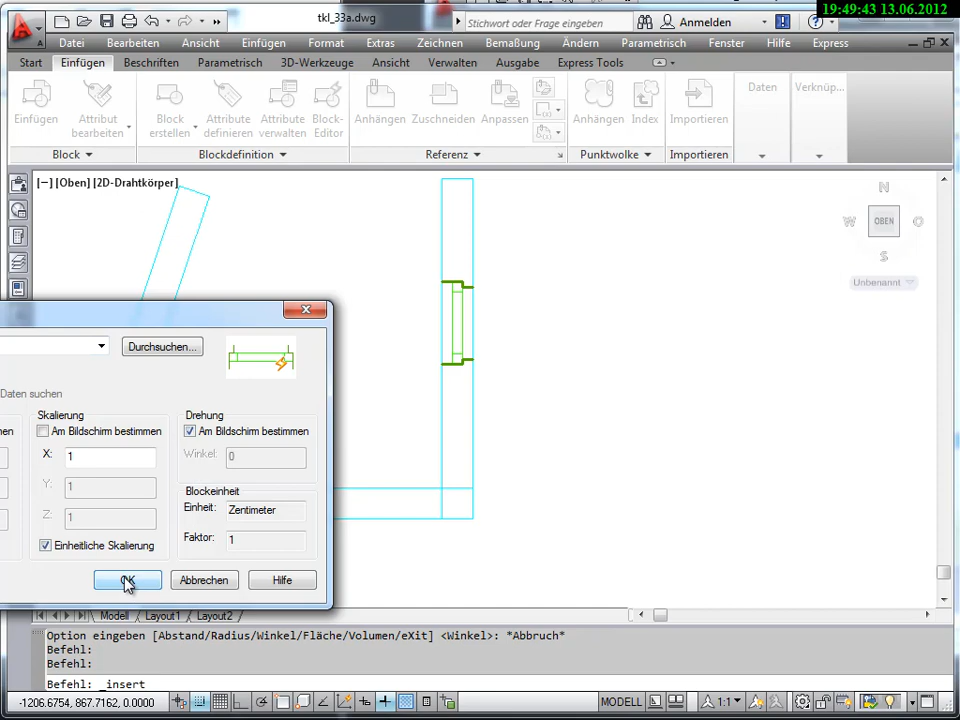 19:49:43 13.06.2012
tkl_33a.dwg
Stichwort oder Frage eingeben
Anmelden
Datei Bearbeiten Ansicht Einfügen Format Extras Zeichnen Bemaßung Ändern Parametrisch Fenster Hilfe Express
Start Einfügen Beschriften Parametrisch 3D-Werkzeuge Ansicht Verwalten Ausgabe Express Tools
Einfügen Attribut bearbeiten Block erstellen Attribute definieren Attribute verwalten Block-Editor Anhängen Zuschneiden Anpassen Anhängen Index Importieren Daten Verknüp...
Block Blockdefinition Referenz Punktwolke Importieren
[−] [Oben] [2D-Drahtkörper]
N
W OBEN O
S
Unbenannt
Durchsuchen...
Daten suchen
Skalierung
Drehung
Am Bildschirm bestimmen
Am Bildschirm bestimmen
X: 1
Winkel: 0
Y: 1
Blockeinheit
Einheit: Zentimeter
Z: 1
Faktor: 1
Einheitliche Skalierung
OK Abbrechen Hilfe
Modell Layout1 Layout2
Option eingeben [Abstand/Radius/Winkel/Fläche/Volumen/eXit] <Winkel>: *Abbruch*
Befehl:
Befehl:
Befehl: _insert
-1206.6754, 867.7162, 0.0000
MODELL
1:1